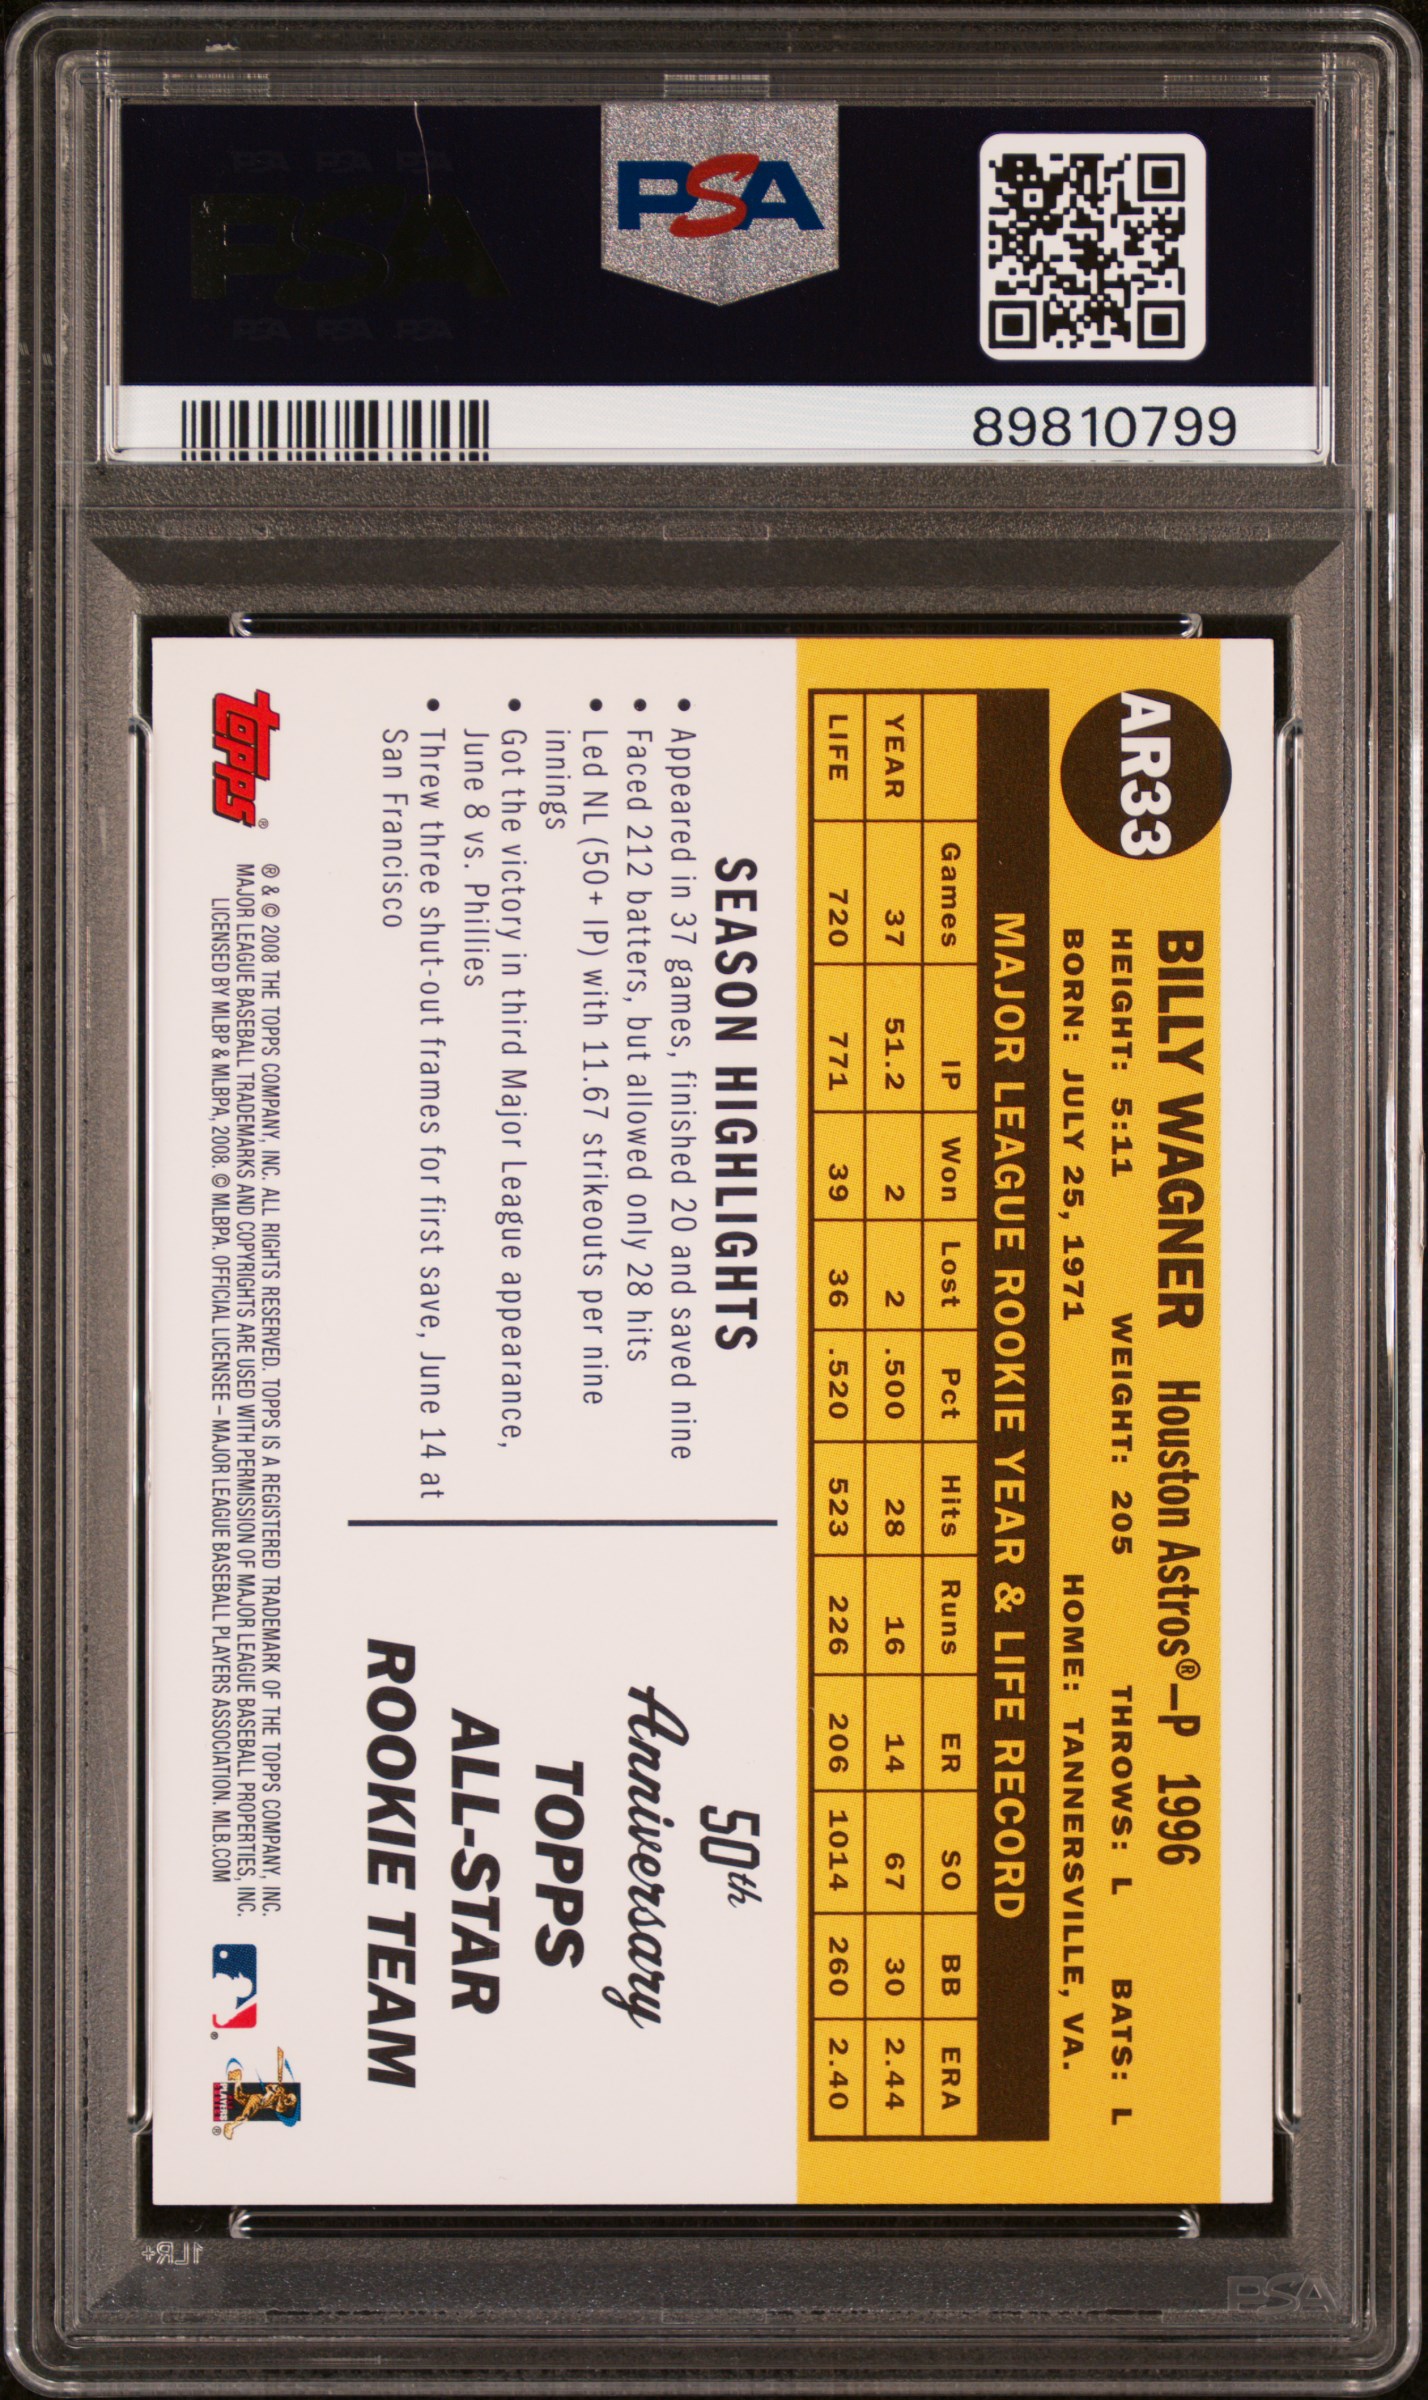 PSA PSA PSA
PSA
PSA PSA PSA
PSA
89810799
AR33
BILLY WAGNER Houston Astros®–P 1996
HEIGHT: 5:11 WEIGHT: 205 THROWS: L BATS: L
BORN: JULY 25, 1971 HOME: TANNERSVILLE, VA.
MAJOR LEAGUE ROOKIE YEAR & LIFE RECORD
Games IP Won Lost Pct Hits Runs ER SO BB ERA
YEAR 37 51.2 2 2 .500 28 16 14 67 30 2.44
LIFE 720 771 39 36 .520 523 226 206 1014 260 2.40
SEASON HIGHLIGHTS
• Appeared in 37 games, finished 20 and saved nine
• Faced 212 batters, but allowed only 28 hits
• Led NL (50+ IP) with 11.67 strikeouts per nine
innings
• Got the victory in third Major League appearance,
June 8 vs. Phillies
• Threw three shut-out frames for first save, June 14 at
San Francisco
50th
Anniversary
TOPPS
ALL-STAR
ROOKIE TEAM
topps®
® & © 2008 THE TOPPS COMPANY, INC. ALL RIGHTS RESERVED. TOPPS IS A REGISTERED TRADEMARK OF THE TOPPS COMPANY, INC.
MAJOR LEAGUE BASEBALL TRADEMARKS AND COPYRIGHTS ARE USED WITH PERMISSION OF MAJOR LEAGUE BASEBALL PROPERTIES, INC.
LICENSED BY MLBP & MLBPA, 2008. © MLBPA. OFFICIAL LICENSEE – MAJOR LEAGUE BASEBALL PLAYERS ASSOCIATION. MLB.COM
1LR+
PSA